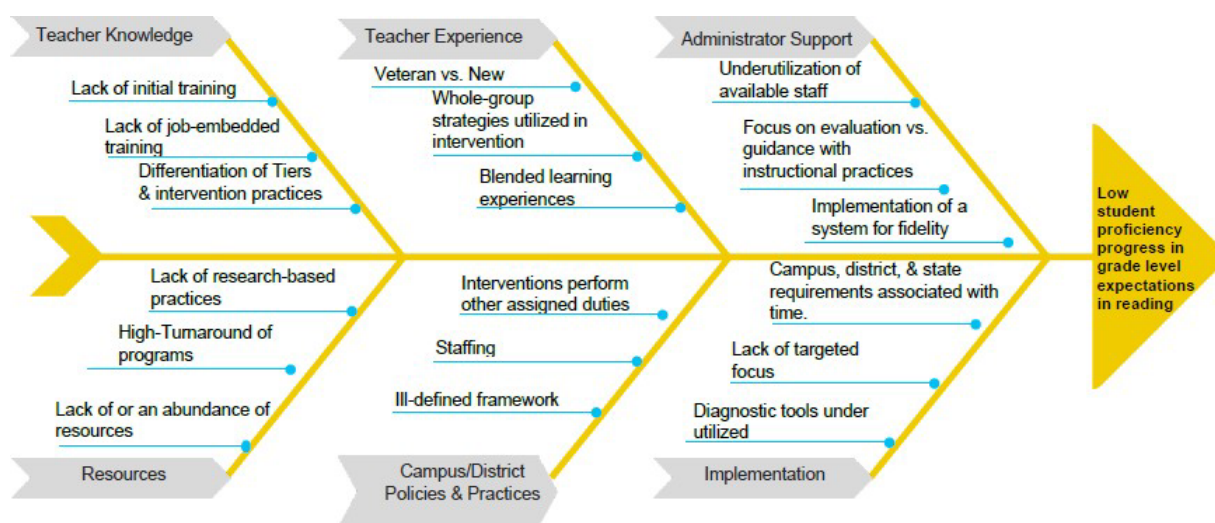 Teacher Knowledge
Lack of initial training
Lack of job-embedded
training
Differentiation of Tiers
& intervention practices
Teacher Experience
Veteran vs. New
Whole-group
strategies utilized in
intervention
Blended learning
experiences
Administrator Support
Underutilization of
available staff
Focus on evaluation vs.
guidance with
instructional practices
Implementation of a
system for fidelity
Low
student
proficiency
progress in
grade level
expectations
in reading
Lack of research-based
practices
High-Turnaround of
programs
Lack of or an abundance of
resources
Resources
Interventions perform
other assigned duties
Staffing
Ill-defined framework
Campus/District
Policies & Practices
Campus, district, & state
requirements associated with
time.
Lack of targeted
focus
Diagnostic tools under
utilized
Implementation